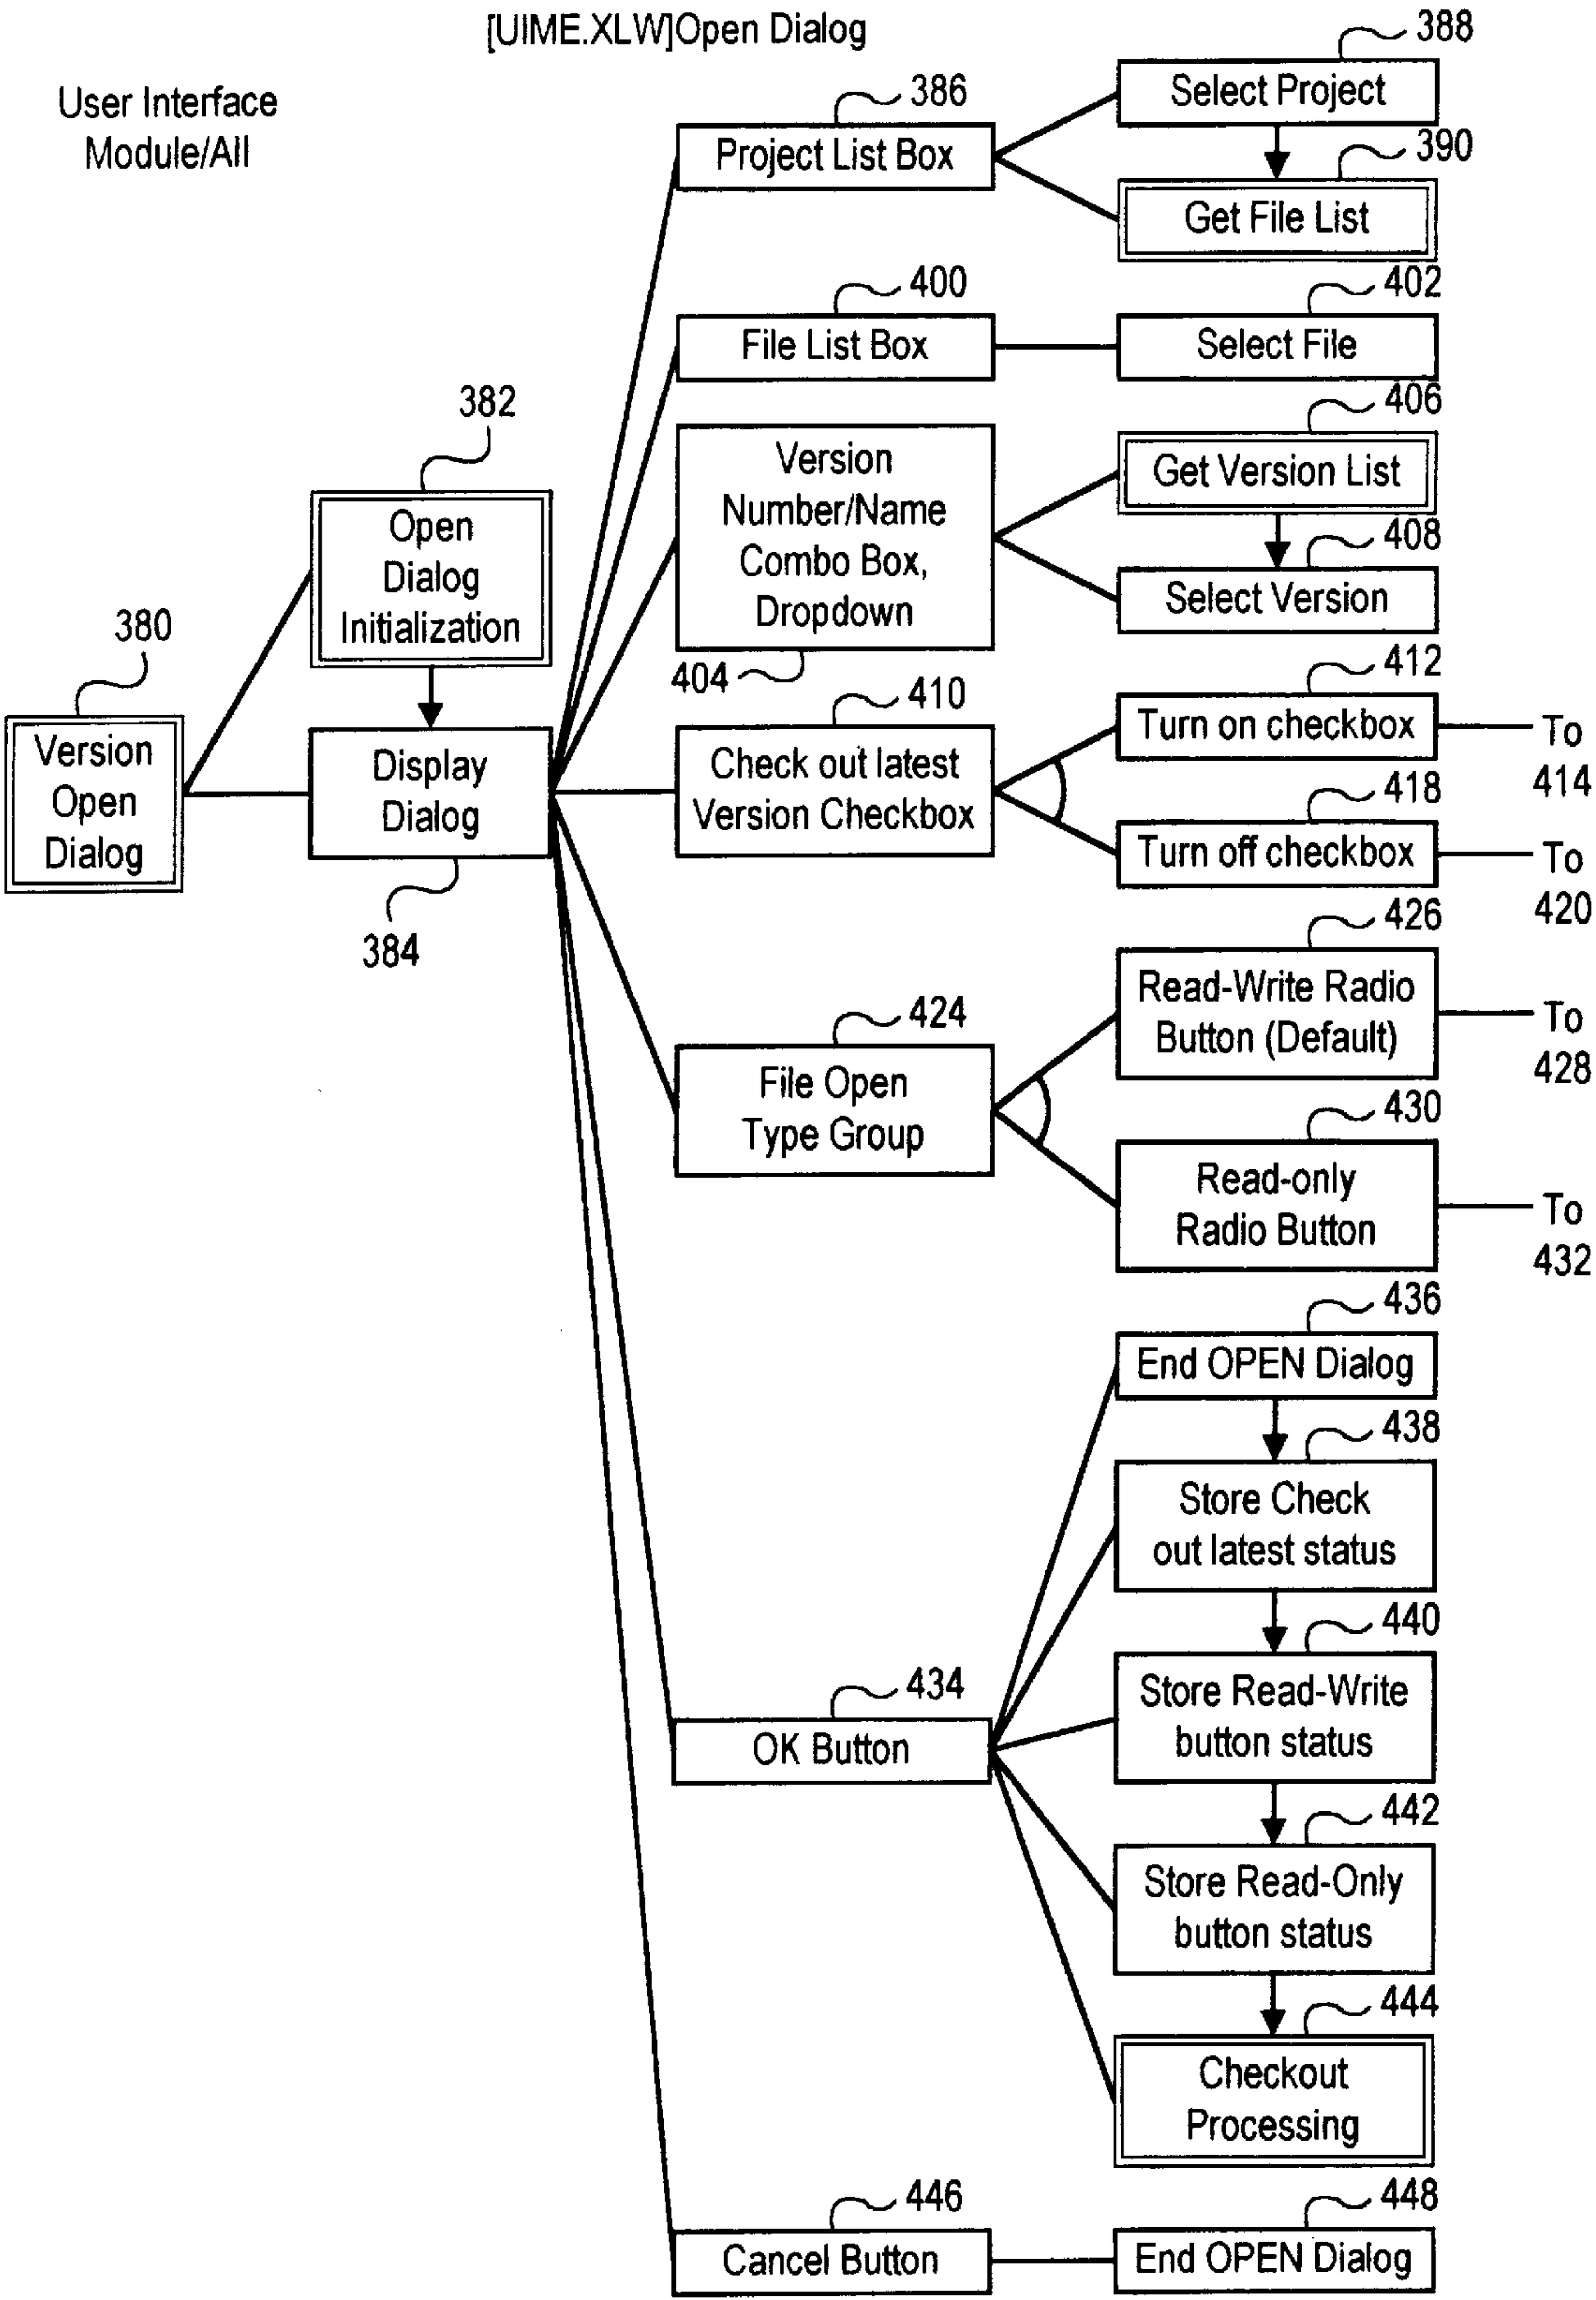 [UIME.XLW]Open Dialog
User Interface
Module/All
388
Select Project
386
Project List Box
390
Get File List
400
File List Box
402
Select File
382
Open
Dialog
Initialization
406
Get Version List
Version
Number/Name
Combo Box,
Dropdown
404
408
Select Version
380
Version
Open
Dialog
Display
Dialog
384
410
Check out latest
Version Checkbox
412
Turn on checkbox
To
414
418
Turn off checkbox
To
420
424
File Open
Type Group
426
Read-Write Radio
Button (Default)
To
428
430
Read-only
Radio Button
To
432
434
OK Button
436
End OPEN Dialog
438
Store Check
out latest status
440
Store Read-Write
button status
442
Store Read-Only
button status
444
Checkout
Processing
446
Cancel Button
448
End OPEN Dialog